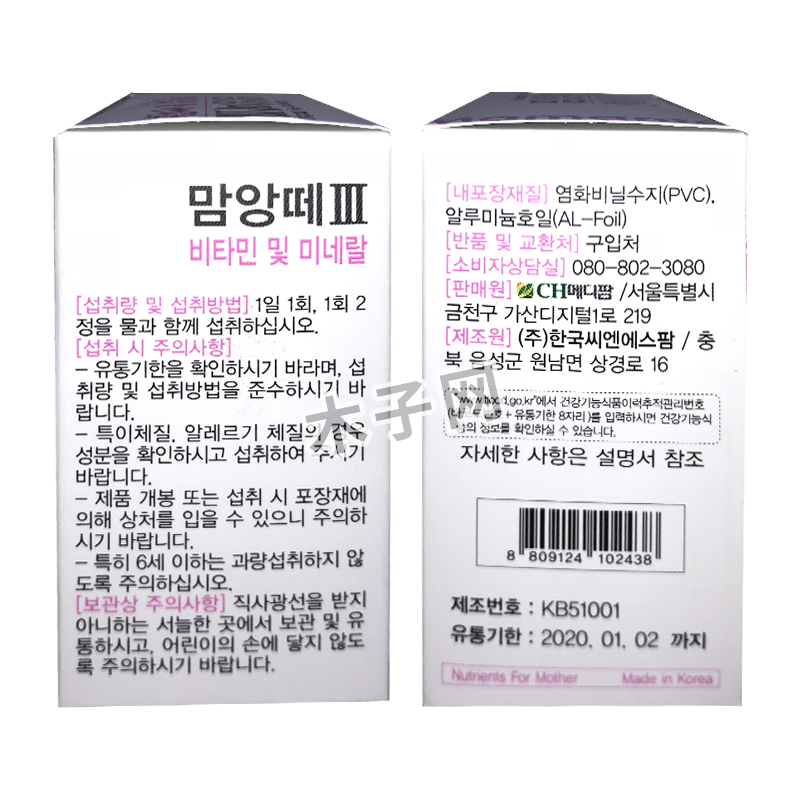 맘앙떼Ⅲ
비타민 및 미네랄
[섭취량 및 섭취방법] 1일 1회, 1회 2
정을 물과 함께 섭취하십시오.
[섭취 시 주의사항]
- 유통기한을 확인하시기 바라며, 섭
취량 및 섭취방법을 준수하시기 바
랍니다.
- 특이체질, 알레르기 체질의 경우
성분을 확인하시고 섭취하여 주시기
바랍니다.
- 제품 개봉 또는 섭취 시 포장재에
의해 상처를 입을 수 있으니 주의하
시기 바랍니다.
- 특히 6세 이하는 과량섭취하지 않
도록 주의하십시오.
[보관상 주의사항] 직사광선을 받지
아니하는 서늘한 곳에서 보관 및 유
통하시고, 어린이의 손에 닿지 않도
록 주의하시기 바랍니다.
[내포장재질] 염화비닐수지(PVC),
알루미늄호일(AL-Foil)
[반품 및 교환처] 구입처
[소비자상담실] 080-802-3080
[판매원] CH메디팜 /서울특별시
금천구 가산디지털1로 219
[제조원] (주)한국씨엔에스팜 / 충
북 음성군 원남면 상경로 16
에서 건강기능식품이력추적관리번호
+ 유통기한 8자리)를 입력하시면 건강기능식
품의 정보를 확인하실 수 있습니다.
자세한 사항은 설명서 참조
8 809124 102438
제조번호 : KB51001
유통기한 : 2020. 01. 02 까지
Nutrients For Mother Made in Korea
木子网